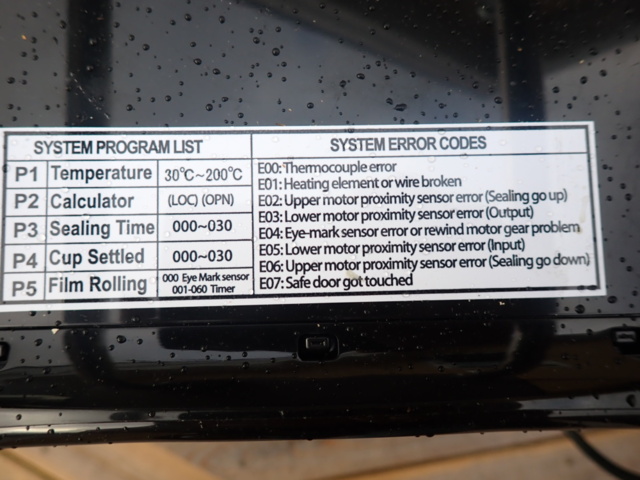 SYSTEM PROGRAM LIST
P1 Temperature 30℃~200℃
P2 Calculator (LOC) (OPN)
P3 Sealing Time 000~030
P4 Cup Settled 000~030
P5 Film Rolling 000 Eye Mark sensor
001-060 Timer
SYSTEM ERROR CODES
E00: Thermocouple error
E01: Heating element or wire broken
E02: Upper motor proximity sensor error (Sealing go up)
E03: Lower motor proximity sensor error (Output)
E04: Eye-mark sensor error or rewind motor gear problem
E05: Lower motor proximity sensor error (Input)
E06: Upper motor proximity sensor error (Sealing go down)
E07: Safe door got touched